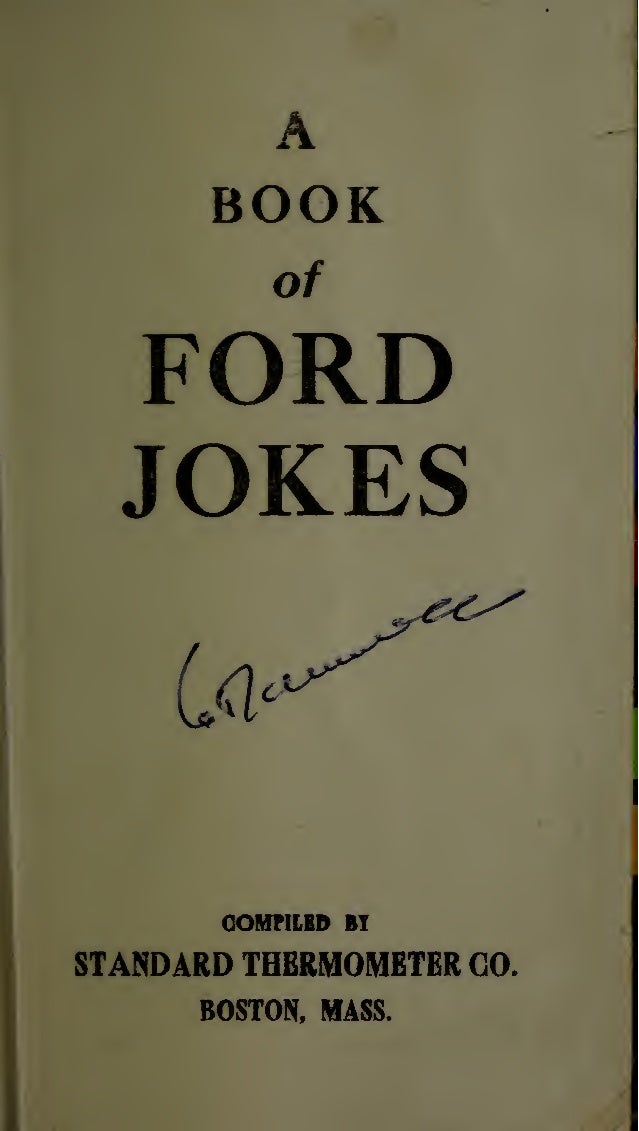 A
BOOK
of
FORD
JOKES
COMPILED BY
STANDARD THERMOMETER CO.
BOSTON, MASS.